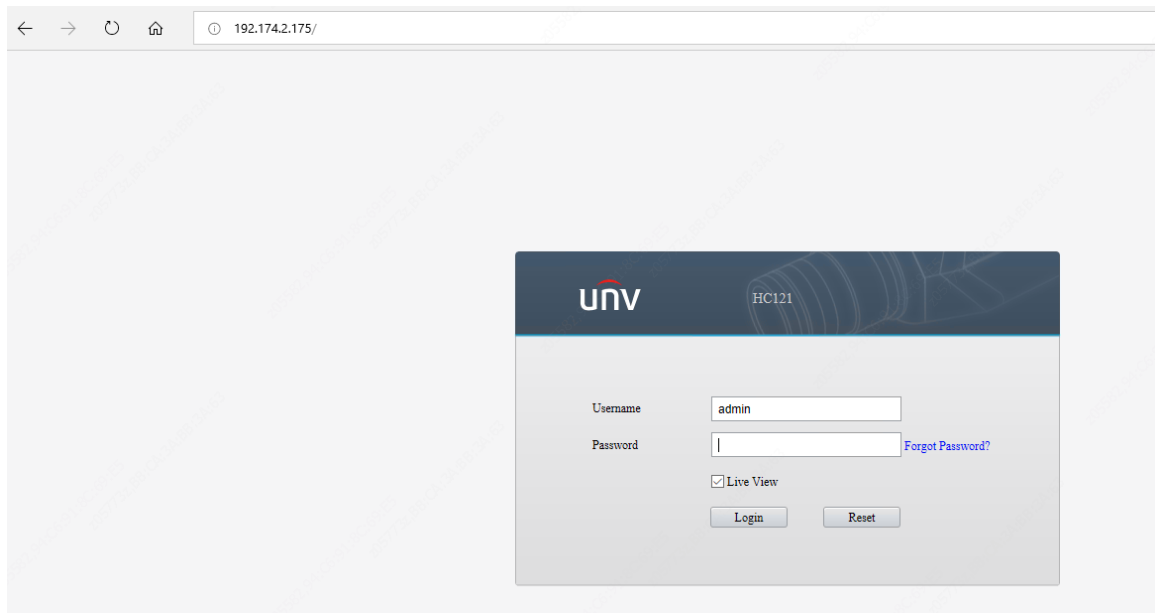 192.174.2.175/
unv
HC121
Username
admin
Password
Forgot Password?
Live View
Login
Reset